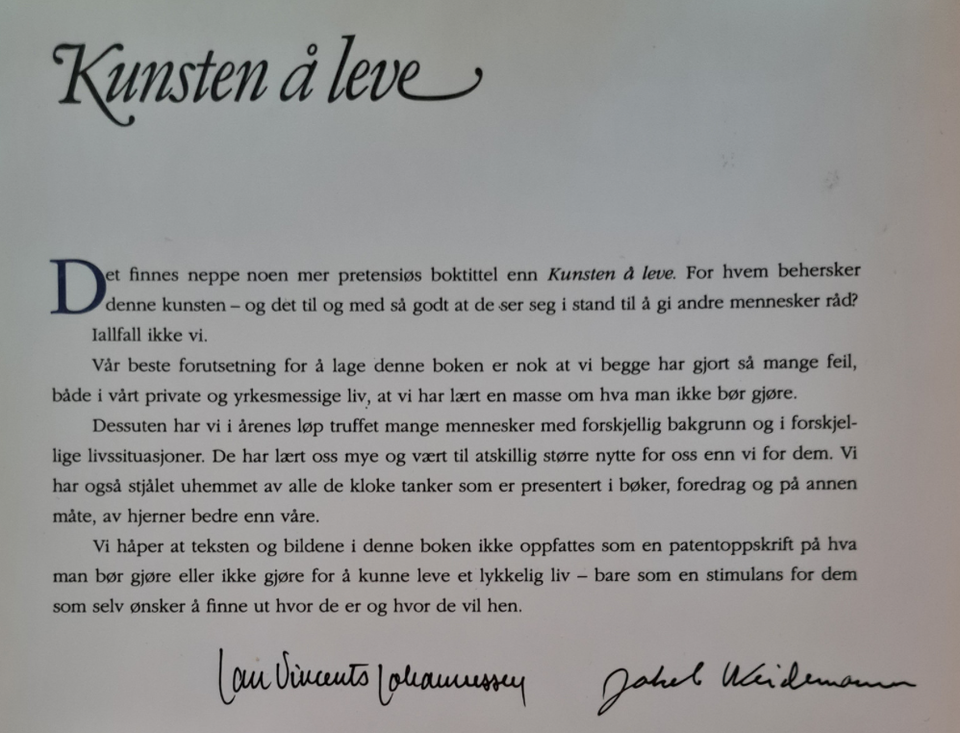 Kunsten å leve
Det finnes neppe noen mer pretensiøs boktittel enn Kunsten å leve. For hvem behersker
denne kunsten – og det til og med så godt at de ser seg i stand til å gi andre mennesker råd?
Iallfall ikke vi.
Vår beste forutsetning for å lage denne boken er nok at vi begge har gjort så mange feil,
både i vårt private og yrkesmessige liv, at vi har lært en masse om hva man ikke bør gjøre.
Dessuten har vi i årenes løp truffet mange mennesker med forskjellig bakgrunn og i forskjel-
lige livssituasjoner. De har lært oss mye og vært til atskillig større nytte for oss enn vi for dem. Vi
har også stjålet uhemmet av alle de kloke tanker som er presentert i bøker, foredrag og på annen
måte, av hjerner bedre enn våre.
Vi håper at teksten og bildene i denne boken ikke oppfattes som en patentoppskrift på hva
man bør gjøre eller ikke gjøre for å kunne leve et lykkelig liv – bare som en stimulans for dem
som selv ønsker å finne ut hvor de er og hvor de vil hen.
Jan Vincents Johannessen Jakob Weidemann